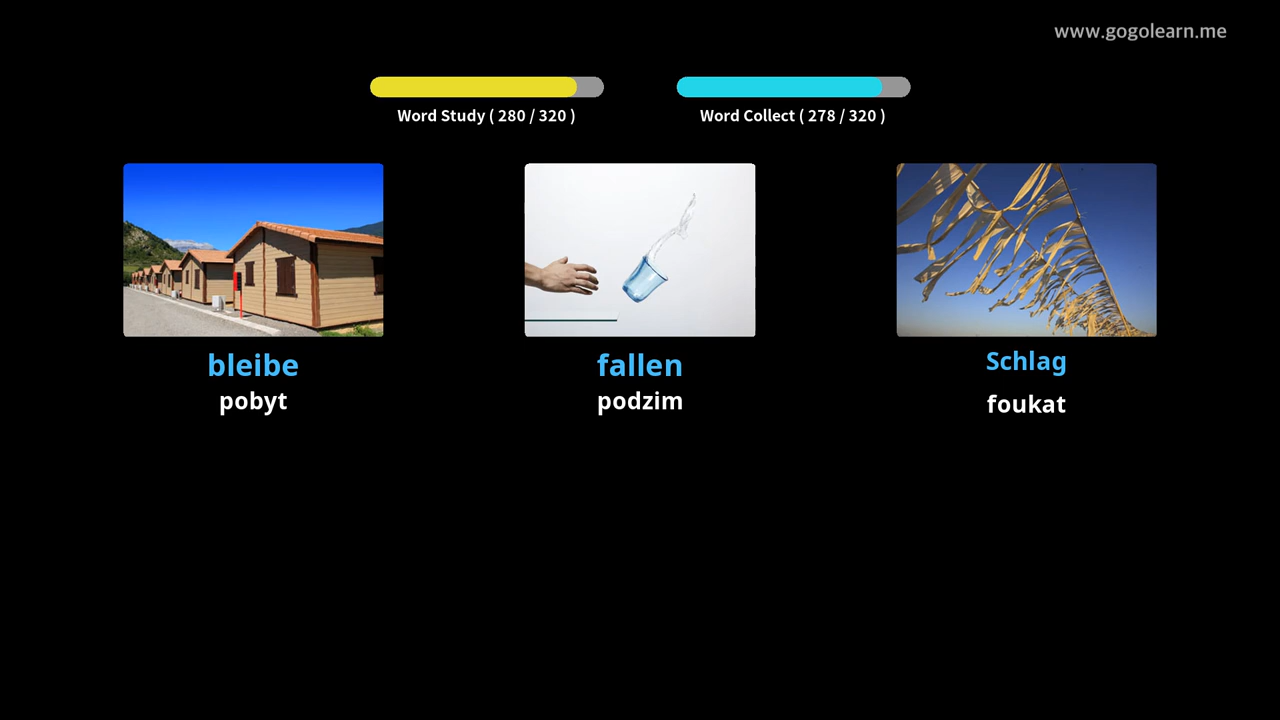 www.gogolearn.me
Word Study ( 280 / 320 )
Word Collect ( 278 / 320 )
bleibe
pobyt
fallen
podzim
Schlag
foukat